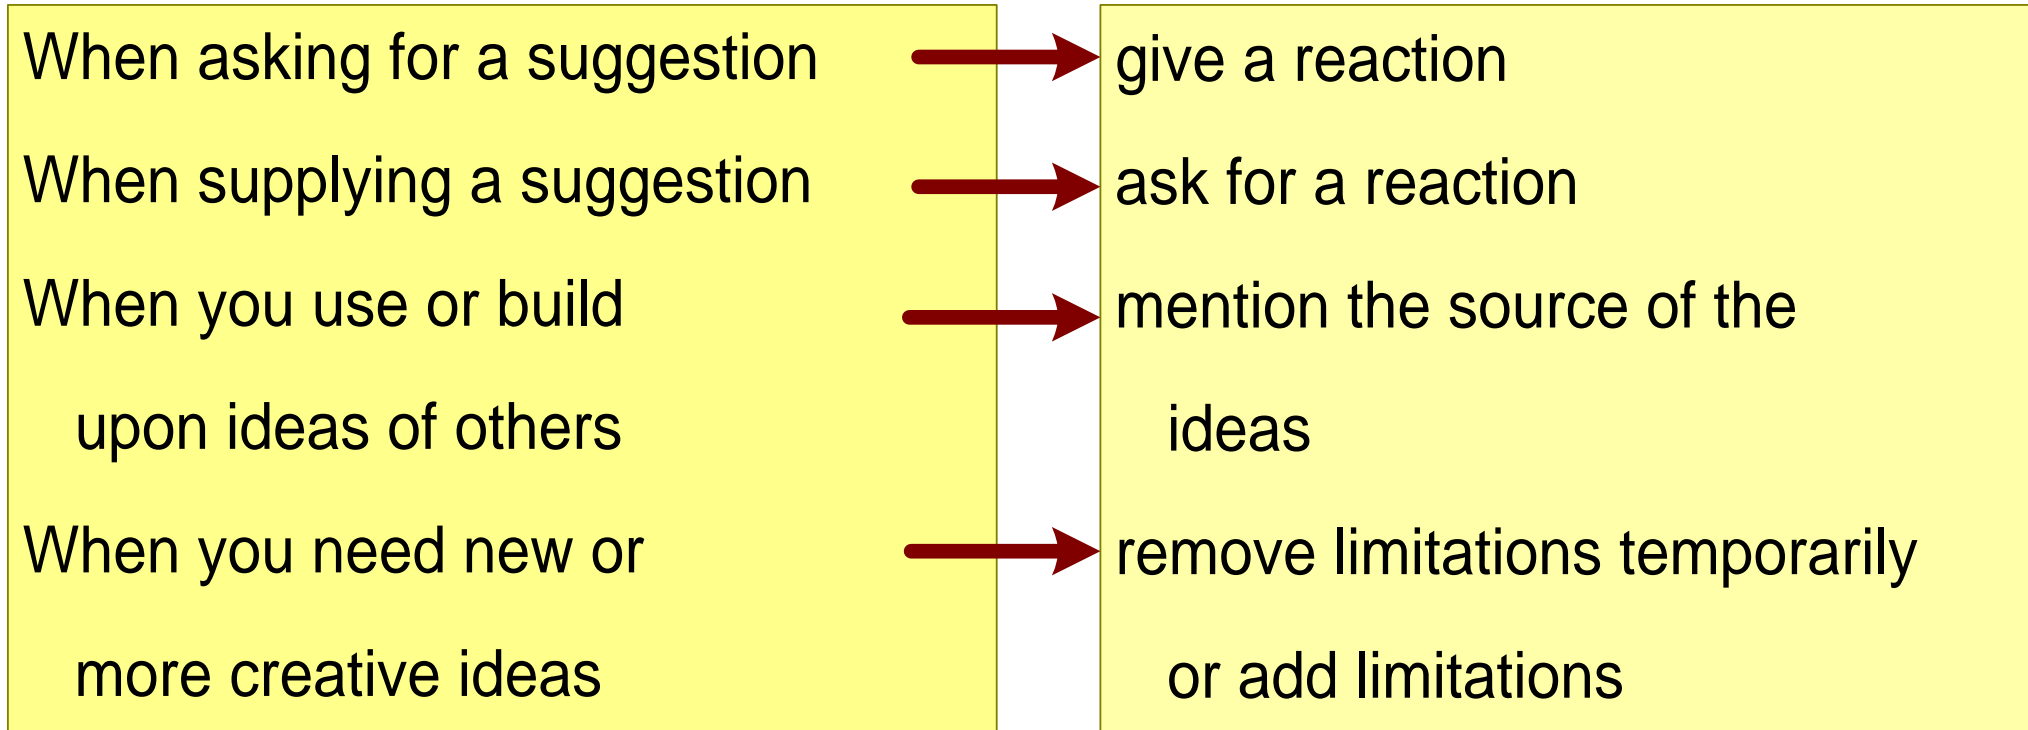 When asking for a suggestion
give a reaction
When supplying a suggestion
ask for a reaction
When you use or build
upon ideas of others
mention the source of the
ideas
When you need new or
more creative ideas
remove limitations temporarily
or add limitations